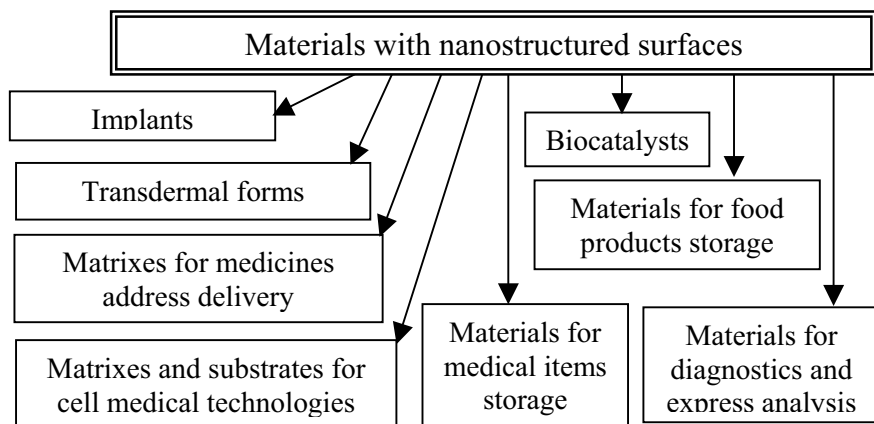 Materials with nanostructured surfaces
Implants
Transdermal forms
Matrixes for medicines
address delivery
Matrixes and substrates for
cell medical technologies
Materials for
medical items
storage
Biocatalysts
Materials for food
products storage
Materials for
diagnostics and
express analysis